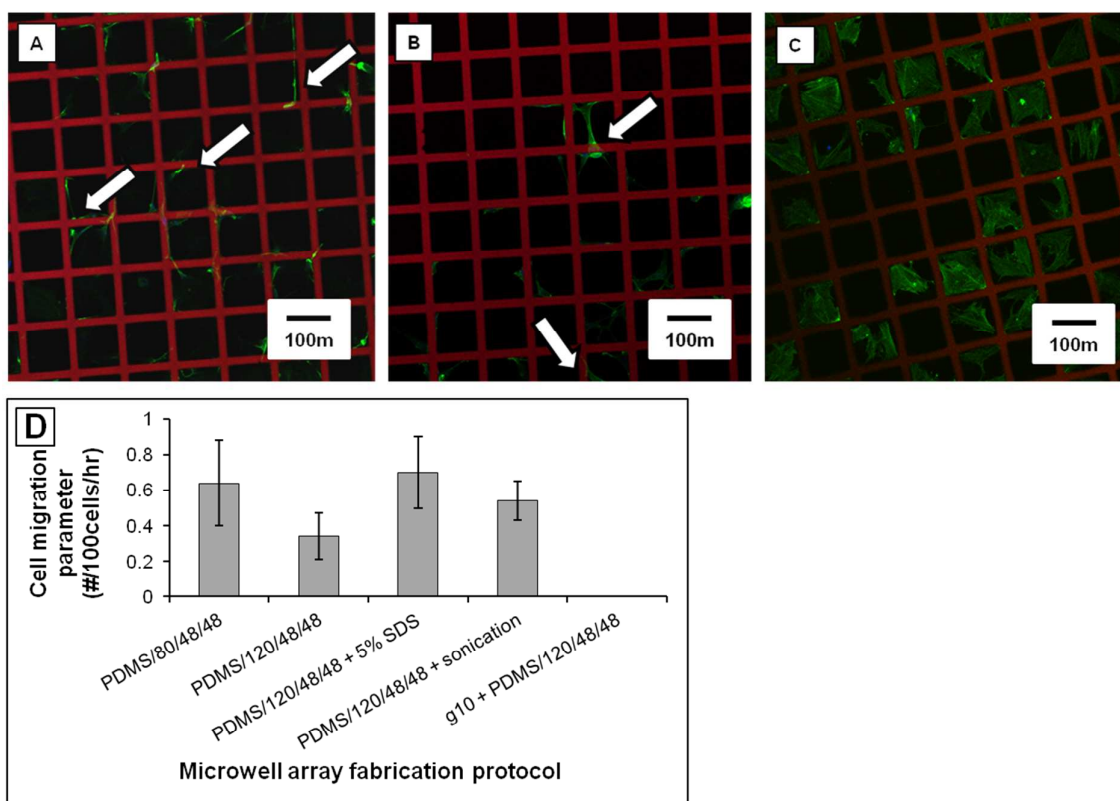 A
B
C
100m
100m
100m
D
Cell migration
parameter
(#/100cells/hr)
1
0.8
0.6
0.4
0.2
0
PDMS/80/48/48
PDMS/120/48/48
PDMS/120/48/48 + 5% SDS
PDMS/120/48/48 + sonication
g10 + PDMS/120/48/48
Microwell array fabrication protocol